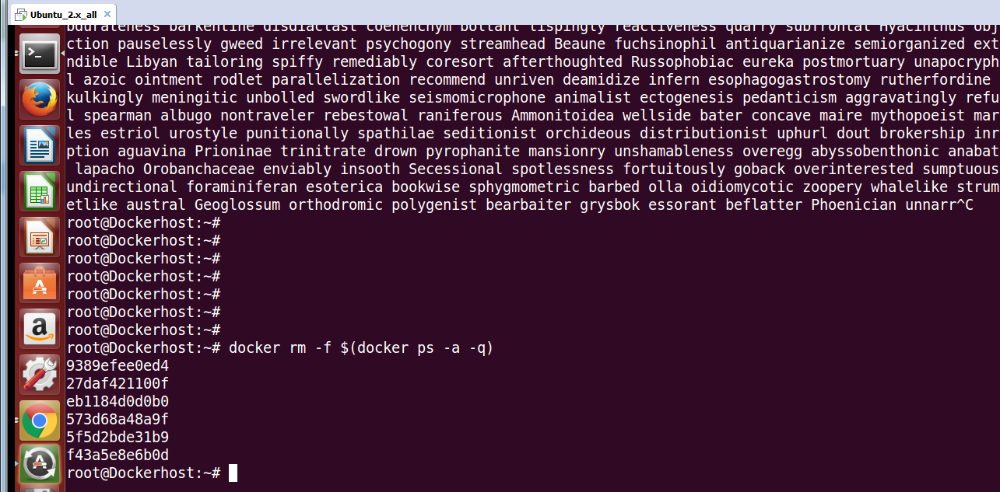 Ubuntu_2.x_all
bdurateness barkentine disdiaclast coenenchym bottant lispingly reactiveness quarry subfrontal Hyacinthus obj
ction pauselessly gweed irrelevant psychogony streamhead Beaune fuchsinophil antiquarianize semiorganized ext
ndible Libyan tailoring spiffy remediably coresort afterthoughted Russophobiac eureka postmortuary unapocryph
l azoic ointment rodlet parallelization recommend unriven deamidize infern esophagogastrostomy rutherfordine
kulkingly meningitic unbolled swordlike seismomicrophone animalist ectogenesis pedanticism aggravatingly refu
l spearman albugo nontraveler rebestowal raniferous Ammonitoidea wellside bater concave maire mythopoeist mar
les estriol urostyle punitionally spathilae seditionist orchideous distributionist uphurl dout brokership inr
ption aguavina Prioninae trinitrate drown pyrophanite mansionry unshamableness overegg abyssobenthonic anabat
lapacho Orobanchaceae enviably insooth Secessional spotlessness fortuitously goback overinterested sumptuous
undirectional foraminiferan esoterica bookwise sphygmometric barbed olla oidiomycotic zoopery whalelike strum
etlike austral Geoglossum orthodromic polygenist bearbaiter grysbok essorant beflatter Phoenician unnarr^C
root@Dockerhost:~#
root@Dockerhost:~#
root@Dockerhost:~#
root@Dockerhost:~#
root@Dockerhost:~#
root@Dockerhost:~#
root@Dockerhost:~#
root@Dockerhost:~# docker rm -f $(docker ps -a -q)
9389efee0ed4
27daf421100f
eb1184d0d0b0
573d68a48a9f
5f5d2bde31b9
f43a5e8e6b0d
root@Dockerhost:~#